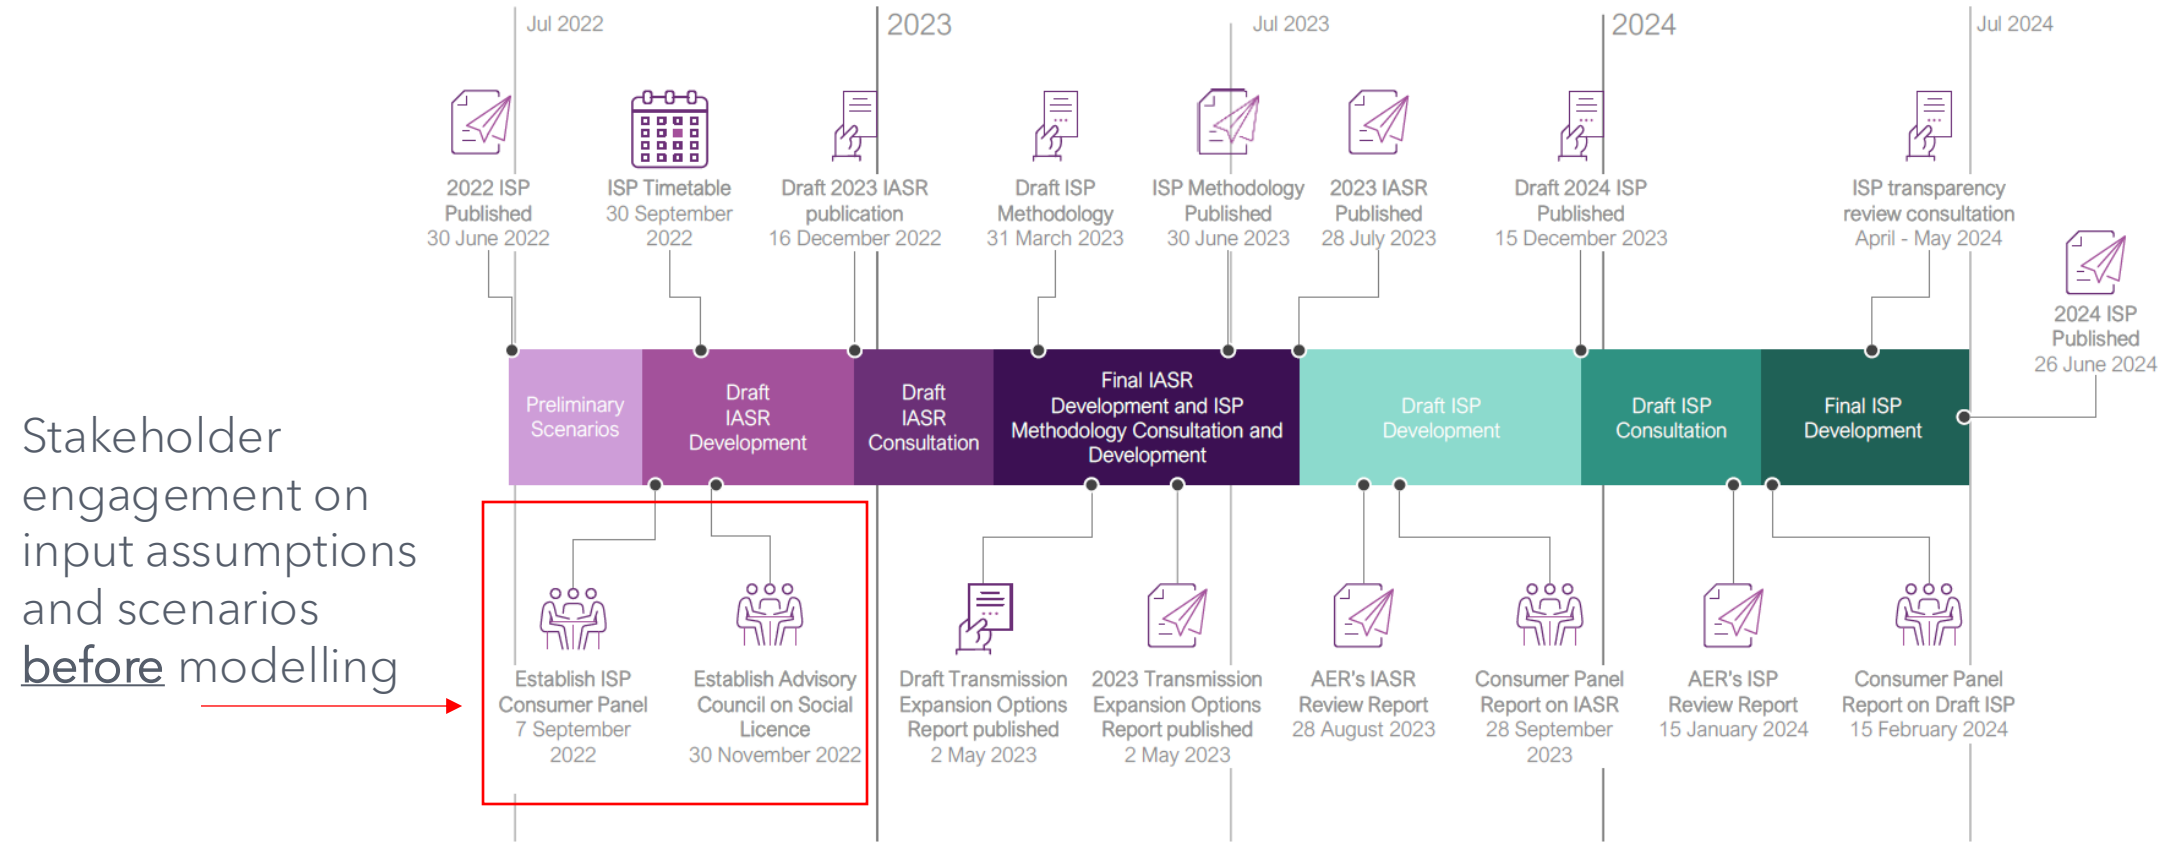 Jul 2022
2023
Jul 2023
2024
Jul 2024
2022 ISP
Published
30 June 2022
ISP Timetable
30 September
2022
Draft 2023 IASR
publication
16 December 2022
Draft ISP
Methodology
31 March 2023
ISP Methodology
Published
30 June 2023
2023 IASR
Published
28 July 2023
Draft 2024 ISP
Published
15 December 2023
ISP transparency
review consultation
April - May 2024
2024 ISP
Published
26 June 2024
Preliminary
Scenarios
Draft
IASR
Development
Draft
IASR
Consultation
Final IASR
Development and ISP
Methodology Consultation and
Development
Draft ISP
Development
Draft ISP
Consultation
Final ISP
Development
Stakeholder
engagement on
input assumptions
and scenarios
before modelling
Establish ISP
Consumer Panel
7 September
2022
Establish Advisory
Council on Social
Licence
30 November 2022
Draft Transmission
Expansion Options
Report published
2 May 2023
2023 Transmission
Expansion Options
Report published
2 May 2023
AER's IASR
Review Report
28 August 2023
Consumer Panel
Report on IASR
28 September
2023
AER's ISP
Review Report
15 January 2024
Consumer Panel
Report on Draft ISP
15 February 2024